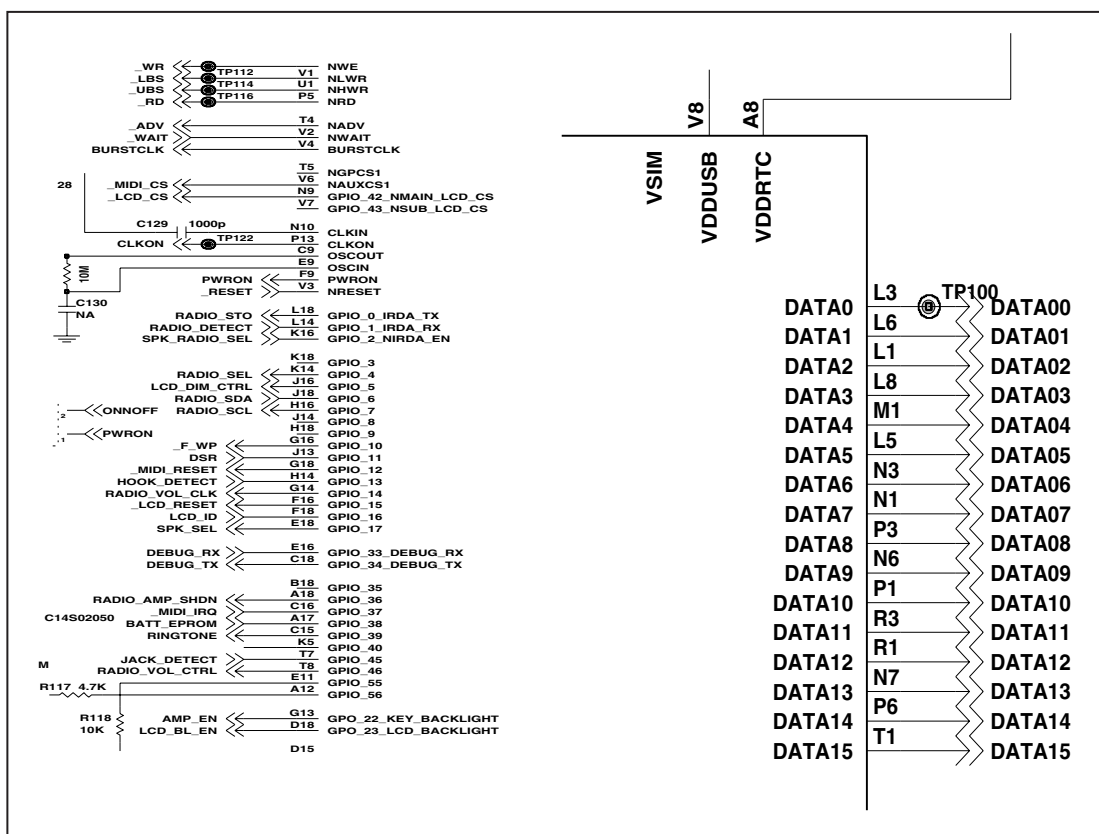 _WR NWE
_LBS TP112 V1 NLWR
_UBS TP114 U1 NHWR
_RD TP116 P5 NRD
_ADV T4 NADV
_WAIT V2 NWAIT
BURSTCLK V4 BURSTCLK
T5 NGPCS1
28 _MIDI_CS V6 NAUXCS1
_LCD_CS N9 GPIO_42_NMAIN_LCD_CS
V7 GPIO_43_NSUB_LCD_CS
C129 1000p N10 CLKIN
CLKON TP122 P13 CLKON
C9 OSCOUT
10M E9 OSCIN
PWRON F9 PWRON
_RESET V3 NRESET
C130
NA
RADIO_STO L18 GPIO_0_IRDA_TX
RADIO_DETECT L14 GPIO_1_IRDA_RX
SPK_RADIO_SEL K16 GPIO_2_NIRDA_EN
K18 GPIO_3
RADIO_SEL K14 GPIO_4
LCD_DIM_CTRL J16 GPIO_5
RADIO_SDA J18 GPIO_6
2 ONNOFF RADIO_SCL H16 GPIO_7
J14 GPIO_8
1 PWRON H18 GPIO_9
_F_WP G16 GPIO_10
DSR J13 GPIO_11
_MIDI_RESET G18 GPIO_12
HOOK_DETECT H14 GPIO_13
RADIO_VOL_CLK G14 GPIO_14
_LCD_RESET F16 GPIO_15
LCD_ID F18 GPIO_16
SPK_SEL E18 GPIO_17
DEBUG_RX E16 GPIO_33_DEBUG_RX
DEBUG_TX C18 GPIO_34_DEBUG_TX
B18 GPIO_35
RADIO_AMP_SHDN A18 GPIO_36
_MIDI_IRQ C16 GPIO_37
C14S02050 BATT_EPROM A17 GPIO_38
RINGTONE C15 GPIO_39
K5 GPIO_40
M JACK_DETECT T7 GPIO_45
RADIO_VOL_CTRL T8 GPIO_46
E11 GPIO_55
R117 4.7K A12 GPIO_56
R118
10K
AMP_EN G13 GPO_22_KEY_BACKLIGHT
LCD_BL_EN D18 GPO_23_LCD_BACKLIGHT
D15
V8 A8
VSIM VDDUSB VDDRTC
DATA0 L3 TP100 DATA00
DATA1 L6 DATA01
DATA2 L1 DATA02
DATA3 L8 DATA03
DATA4 M1 DATA04
DATA5 L5 DATA05
DATA6 N3 DATA06
DATA7 N1 DATA07
DATA8 P3 DATA08
DATA9 N6 DATA09
DATA10 P1 DATA10
DATA11 R3 DATA11
DATA12 R1 DATA12
DATA13 N7 DATA13
DATA14 P6 DATA14
DATA15 T1 DATA15